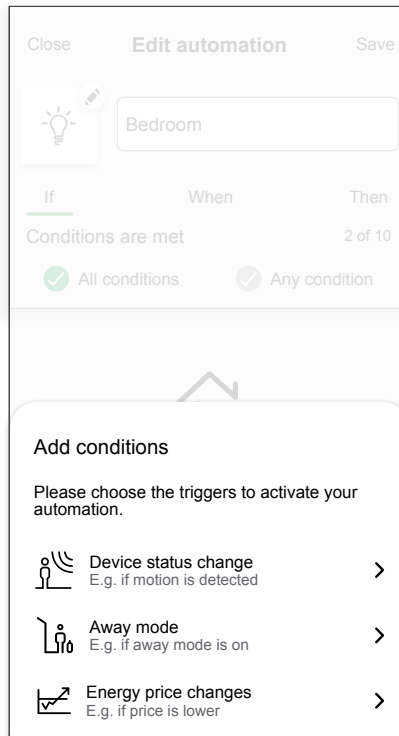 Close Edit automation Save
Bedroom
If When Then
Conditions are met 2 of 10
All conditions Any condition
Add conditions
Please choose the triggers to activate your
automation.
Device status change
E.g. if motion is detected
Away mode
E.g. if away mode is on
Energy price changes
E.g. if price is lower